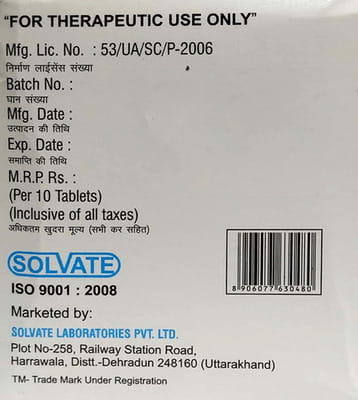 "FOR THERAPEUTIC USE ONLY"
Mfg. Lic. No. : 53/UA/SC/P-2006
निर्माण लाईसेंस संख्या
Batch No. :
घान संख्या
Mfg. Date :
उत्पादन की तिथि
Exp. Date :
समाप्ति की तिथि
M.R.P. Rs. :
(Per 10 Tablets)
(Inclusive of all taxes)
अधिकतम खुदरा मूल्य (सभी कर सहित)
8 906077 630480
SOLVATE
ISO 9001 : 2008
Marketed by:
SOLVATE LABORATORIES PVT. LTD.
Plot No-258, Railway Station Road,
Harrawala, Distt.-Dehradun 248160 (Uttarakhand)
TM- Trade Mark Under Registration